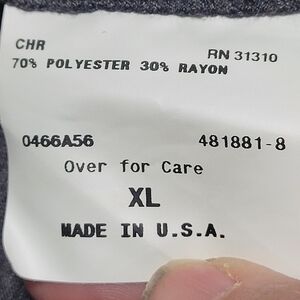 CHR RN 31310
70% POLYESTER 30% RAYON
0466A56 481881-8
Over for Care
XL
MADE IN U.S.A.